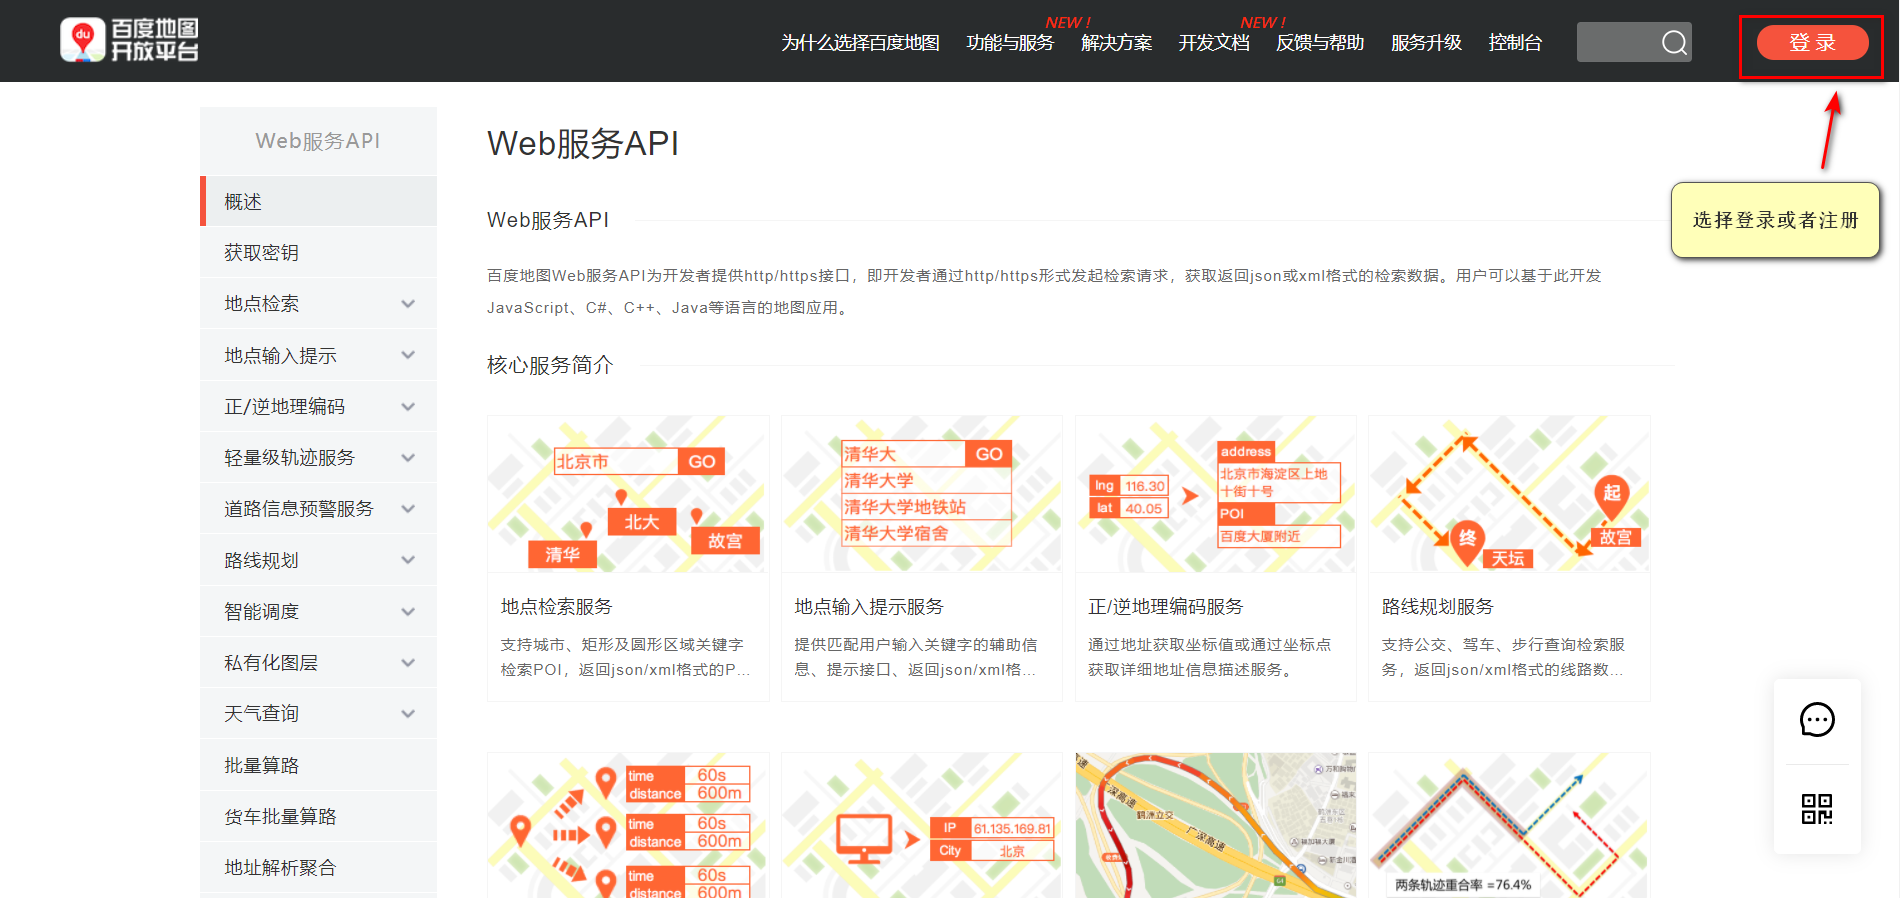 百度地图
开放平台
为什么选择百度地图
NEW !
功能与服务
解决方案
NEW !
开发文档
反馈与帮助
服务升级
控制台
登录
选择登录或者注册
Web服务API
概述
获取密钥
地点检索
地点输入提示
正/逆地理编码
轻量级轨迹服务
道路信息预警服务
路线规划
智能调度
私有化图层
天气查询
批量算路
货车批量算路
地址解析聚合
Web服务API
Web服务API
百度地图Web服务API为开发者提供http/https接口，即开发者通过http/https形式发起检索请求，获取返回json或xml格式的检索数据。用户可以基于此开发
JavaScript、C#、C++、Java等语言的地图应用。
核心服务简介
北京市 GO
北大
清华
故宫
地点检索服务
支持城市、矩形及圆形区域关键字
检索POI，返回json/xml格式的P...
清华大 GO
清华大学
清华大学地铁站
清华大学宿舍
地点输入提示服务
提供匹配用户输入关键字的辅助信
息、提示接口、返回json/xml格...
lng 116.30
lat 40.05
address
北京市海淀区上地
十街十号
POI
百度大厦附近
正/逆地理编码服务
通过地址获取坐标值或通过坐标点
获取详细地址信息描述服务。
起
故宫
终
天坛
路线规划服务
支持公交、驾车、步行查询检索服
务，返回json/xml格式的线路数...
time 60s
distance 600m
time 60s
distance 600m
time 60s
distance 600m
IP 61.135.169.81
City 北京
广深高速
鹤洲立交
广深高速
两条轨迹重合率 =76.4%